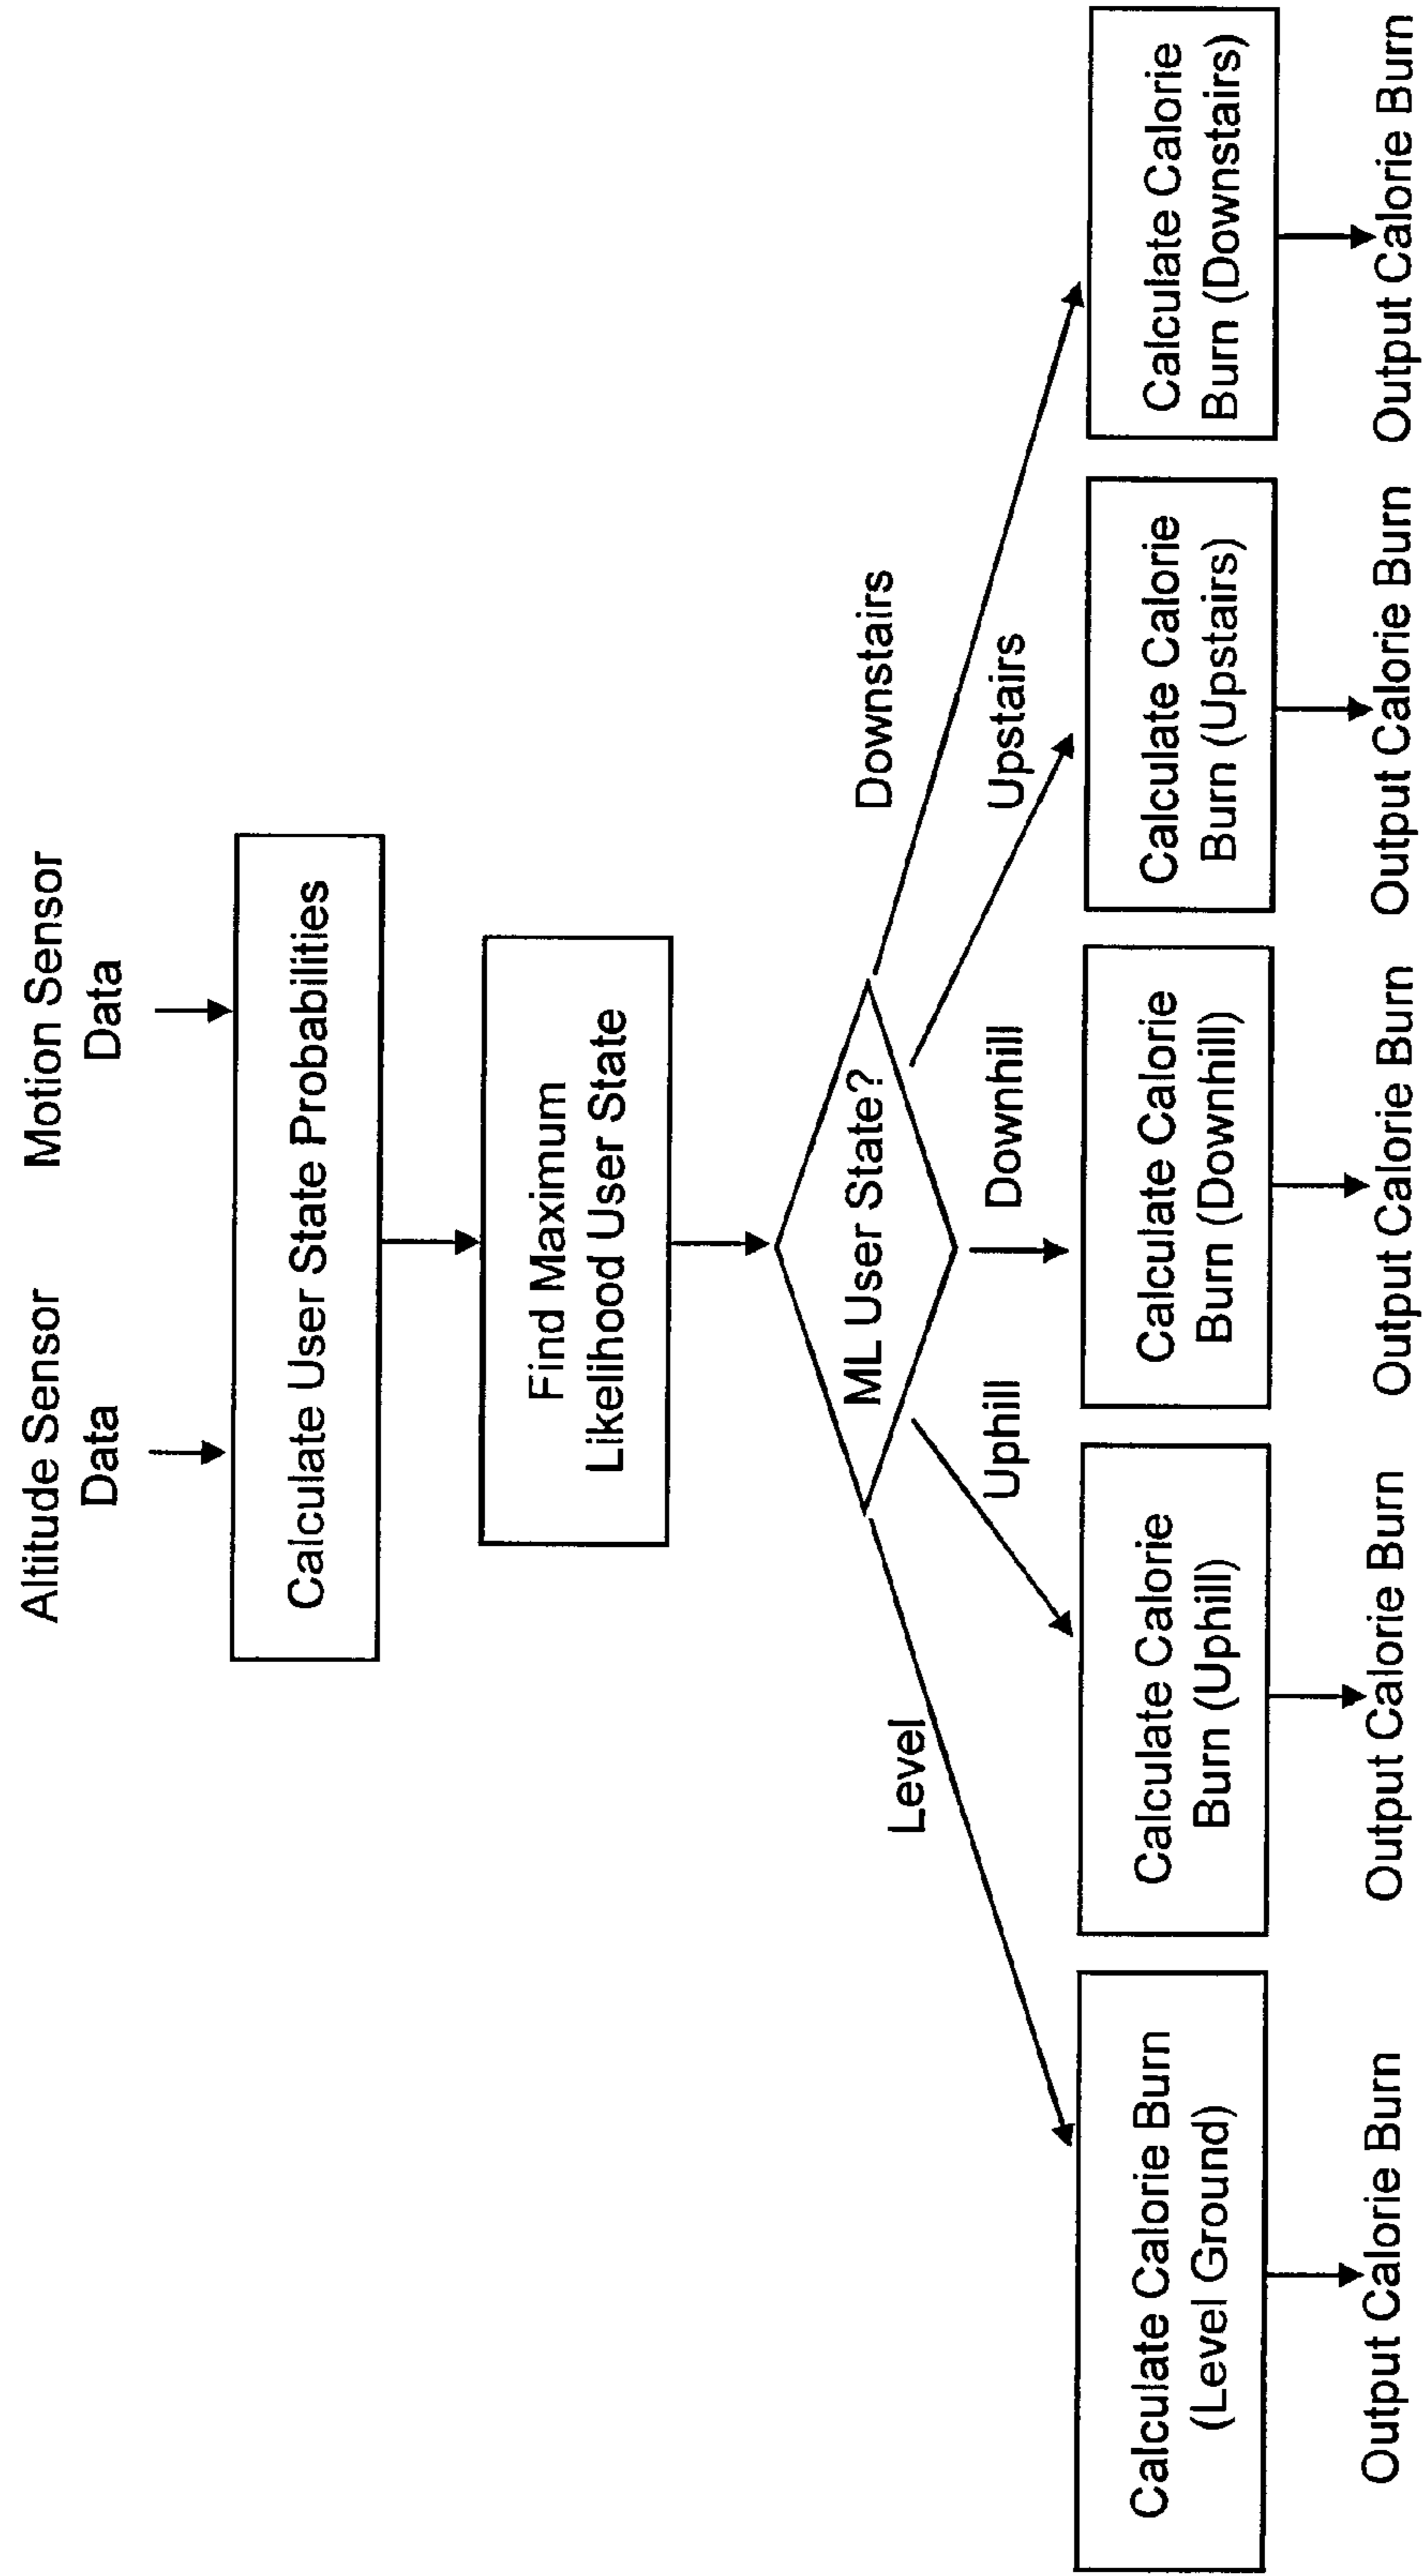 Altitude Sensor
Data
Motion Sensor
Data
Calculate User State Probabilities
Find Maximum
Likelihood User State
ML User State?
Level
Uphill
Downhill
Upstairs
Downstairs
Calculate Calorie Burn
(Level Ground)
Calculate Calorie
Burn (Uphill)
Calculate Calorie
Burn (Downhill)
Calculate Calorie
Burn (Upstairs)
Calculate Calorie
Burn (Downstairs)
Output Calorie Burn
Output Calorie Burn
Output Calorie Burn
Output Calorie Burn
Output Calorie Burn